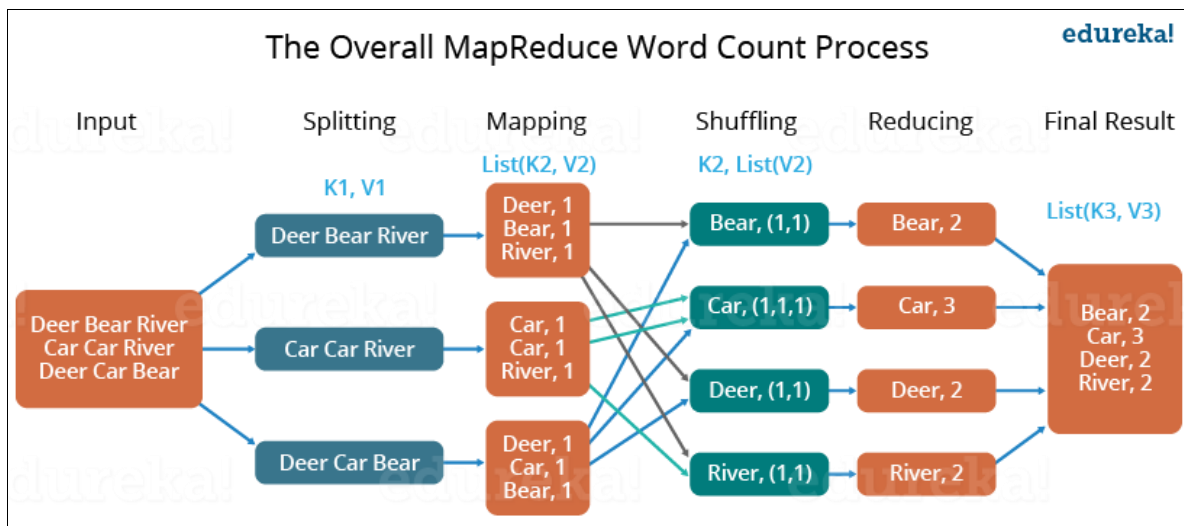 The Overall MapReduce Word Count Process
edureka!
Input
Splitting
Mapping
Shuffling
Reducing
Final Result
K1, V1
List(K2, V2)
K2, List(V2)
List(K3, V3)
Deer Bear River
Car Car River
Deer Car Bear
Deer Bear River
Car Car River
Deer Car Bear
Deer, 1
Bear, 1
River, 1
Car, 1
Car, 1
River, 1
Deer, 1
Car, 1
Bear, 1
Bear, (1,1)
Car, (1,1,1)
Deer, (1,1)
River, (1,1)
Bear, 2
Car, 3
Deer, 2
River, 2
Bear, 2
Car, 3
Deer, 2
River, 2